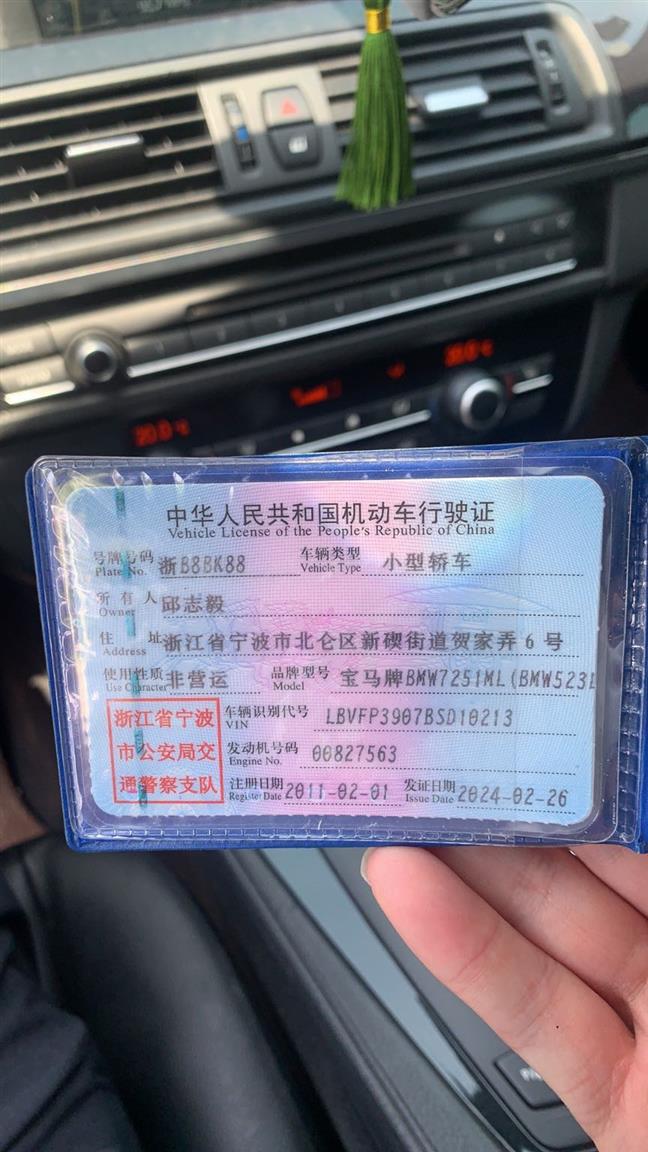 中华人民共和国机动车行驶证
Vehicle License of the People's Republic of China
号牌号码 浙B8BK88 车辆类型 小型轿车
Plate No. Vehicle Type
所有人 邱志毅
Owner
住址 浙江省宁波市北仑区新碶街道贺家弄6号
Address
使用性质 非营运 品牌型号 宝马牌BMW7251ML(BMW523L
Use Character Model
浙江省宁波
市公安局交
通警察支队
车辆识别代号 LBVFP3907BSD10213
VIN
发动机号码 00827563
Engine No.
注册日期 2011-02-01 发证日期 2024-02-26
Register Date Issue Date
20.0°C